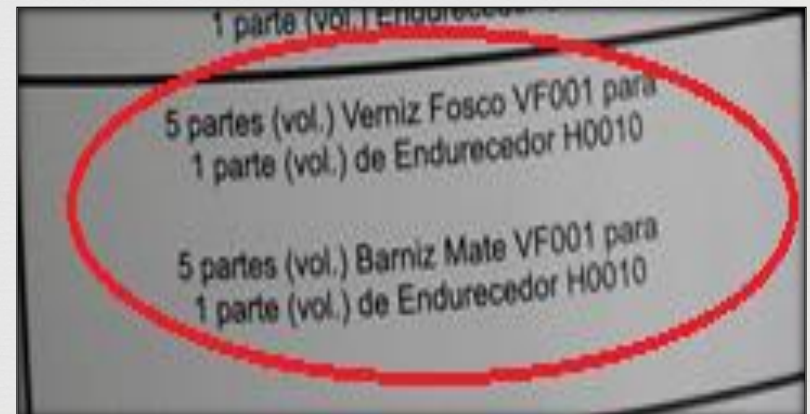 1 parte (vol.) Endurecedor
5 partes (vol.) Verniz Fosco VF001 para
1 parte (vol.) de Endurecedor H0010
5 partes (vol.) Barniz Mate VF001 para
1 parte (vol.) de Endurecedor H0010